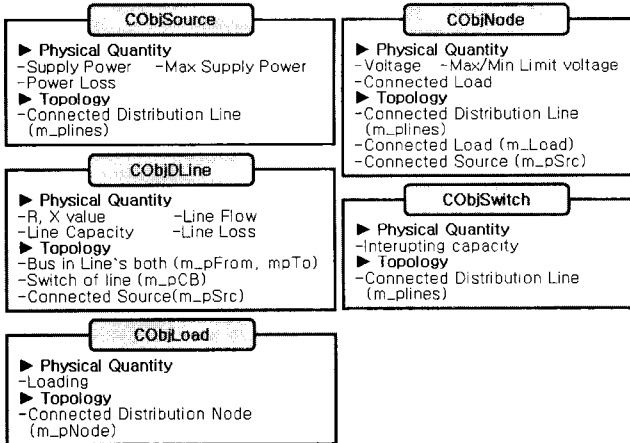 CObjSource
▶ Physical Quantity
-Supply Power -Max Supply Power
-Power Loss
▶ Topology
-Connected Distribution Line
(m_plines)
CObjDLine
▶ Physical Quantity
-R, X value -Line Flow
-Line Capacity -Line Loss
▶ Topology
-Bus in Line`s both (m_pFrom, mpTo)
-Switch of line (m_pCB)
-Connected Source(m_pSrc)
CObjLoad
▶ Physical Quantity
-Loading
▶ Topology
-Connected Distribution Node
(m_pNode)
CObjNode
▶ Physical Quantity
-Voltage -Max/Min Limit voltage
-Connected Load
▶ Topology
-Connected Distribution Line
(m_plines)
-Connected Load (m_Load)
-Connected Source (m_pSrc)
CObjSwitch
▶ Physical Quantity
-Interupting capacity
▶ Topology
-Connected Distribution Line
(m_plines)